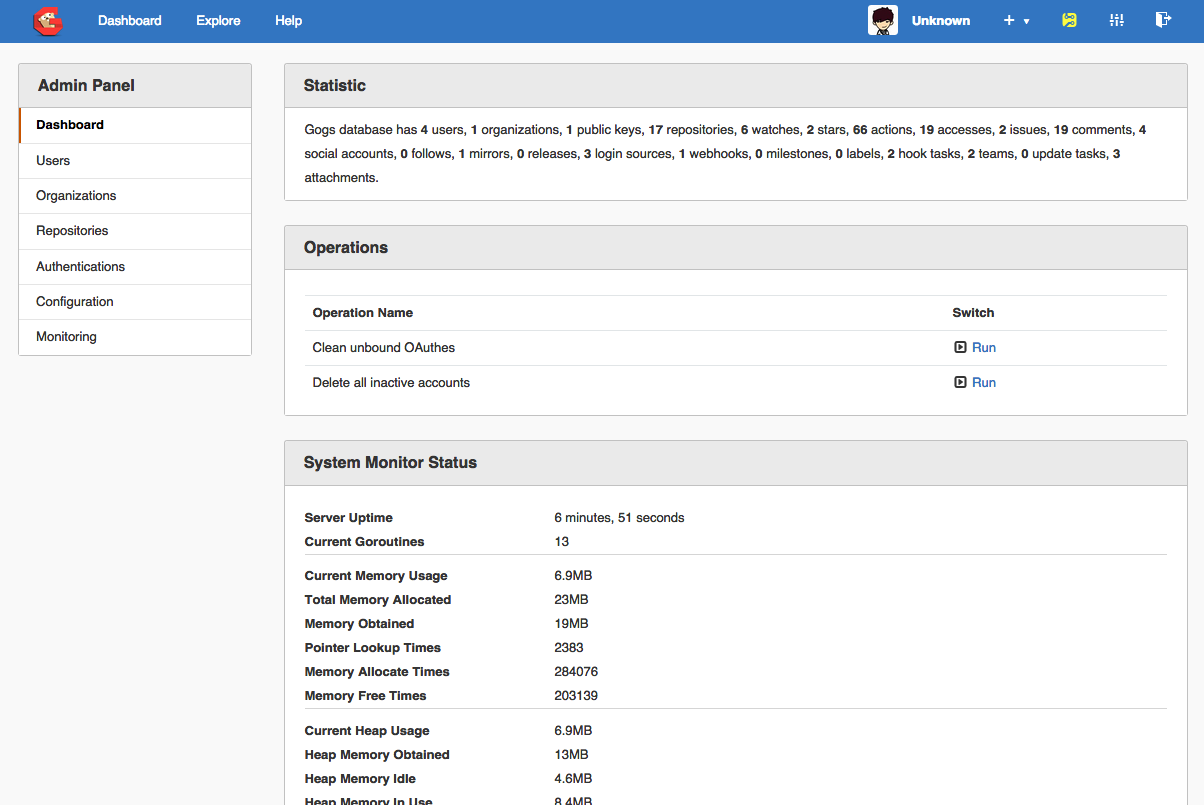 Dashboard Explore Help Unknown
Admin Panel
Dashboard
Users
Organizations
Repositories
Authentications
Configuration
Monitoring
Statistic
Gogs database has 4 users, 1 organizations, 1 public keys, 17 repositories, 6 watches, 2 stars, 66 actions, 19 accesses, 2 issues, 19 comments, 4
social accounts, 0 follows, 1 mirrors, 0 releases, 3 login sources, 1 webhooks, 0 milestones, 0 labels, 2 hook tasks, 2 teams, 0 update tasks, 3
attachments.
Operations
Operation Name Switch
Clean unbound OAuthes Run
Delete all inactive accounts Run
System Monitor Status
Server Uptime 6 minutes, 51 seconds
Current Goroutines 13
Current Memory Usage 6.9MB
Total Memory Allocated 23MB
Memory Obtained 19MB
Pointer Lookup Times 2383
Memory Allocate Times 284076
Memory Free Times 203139
Current Heap Usage 6.9MB
Heap Memory Obtained 13MB
Heap Memory Idle 4.6MB
Heap Memory In Use 8.4MB